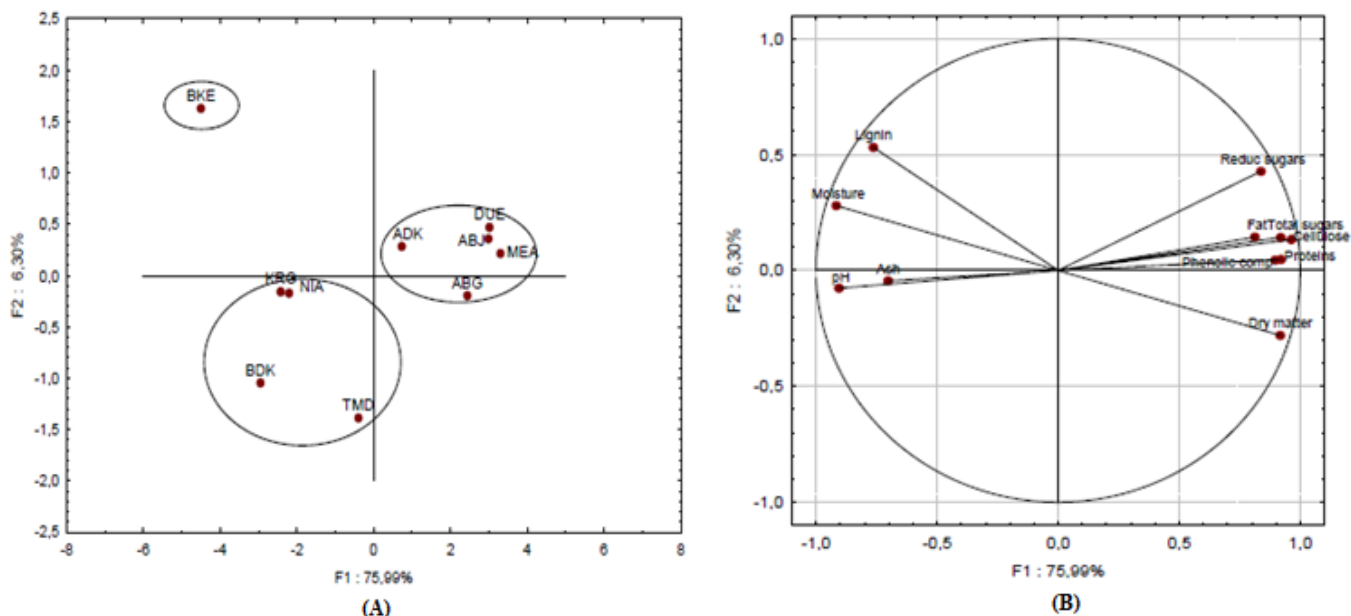 2,5
2,0
1,5
1,0
0,5
0,0
-0,5
-1,0
-1,5
-2,0
-2,5
F2 : 6,30%
BKE
DUE
ADK
ABJ
MEA
ABG
KRG
NIA
BDK
TMD
-8 -6 -4 -2 0 2 4 6 8
F1 : 75,99%
(A)
1,0
0,5
0,0
-0,5
-1,0
F2 : 6,30%
Lignin
Reduc sugars
Moisture
Fat Total sugars
Cellulose
Proteins
Phenolic comp
Ash
pH
Dry matter
-1,0 -0,5 0,0 0,5 1,0
F1 : 75,99%
(B)